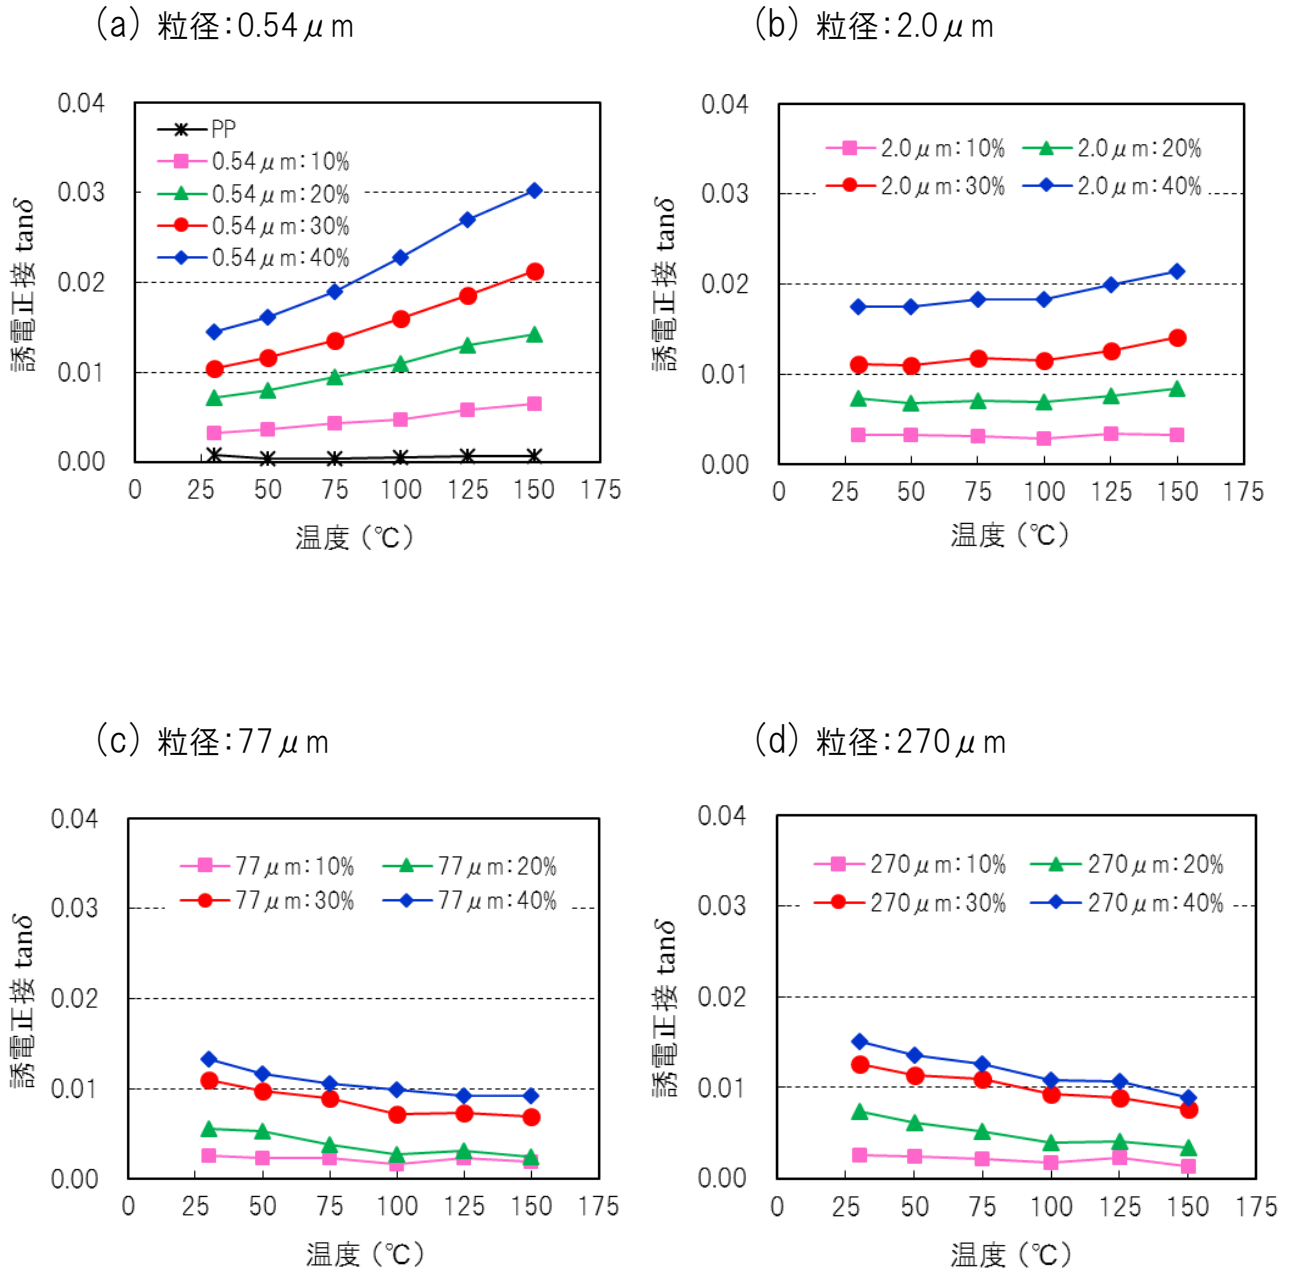 (a) 粒径:0.54μm
0.04
0.03
0.02
0.01
0.00
誘電正接 tanδ
PP
0.54μm:10%
0.54μm:20%
0.54μm:30%
0.54μm:40%
0 25 50 75 100 125 150 175
温度(℃)
(b) 粒径:2.0μm
0.04
0.03
0.02
0.01
0.00
誘電正接 tanδ
2.0μm:10% 2.0μm:20%
2.0μm:30% 2.0μm:40%
0 25 50 75 100 125 150 175
温度(℃)
(c) 粒径:77μm
0.04
0.03
0.02
0.01
0.00
誘電正接 tanδ
77μm:10% 77μm:20%
77μm:30% 77μm:40%
0 25 50 75 100 125 150 175
温度(℃)
(d) 粒径:270μm
0.04
0.03
0.02
0.01
0.00
誘電正接 tanδ
270μm:10% 270μm:20%
270μm:30% 270μm:40%
0 25 50 75 100 125 150 175
温度(℃)